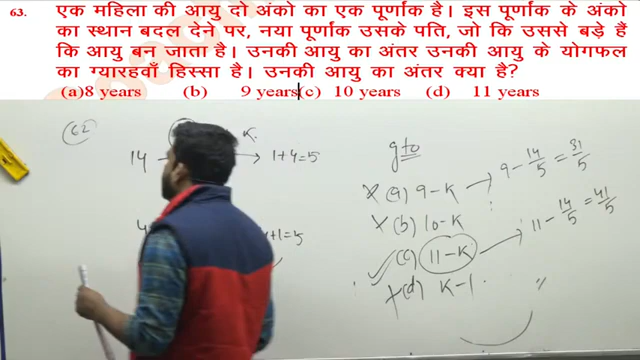 63. एक महिला की आयु दो अंको का एक पूर्णांक है। इस पूर्णांक के अंको
का स्थान बदल देने पर, नया पूर्णांक उसके पति, जो कि उससे बड़े हैं
कि आयु बन जाता है। उनकी आयु का अंतर उनकी आयु के योगफल
का ग्यारहवाँ हिस्सा है। उनकी आयु का अंतर क्या है?
(a)8 years (b) 9 years (c) 10 years (d) 11 years
62
K
14 → 1+4=5
+1=5
g to
(a) 9-K → 9 - 14/5 = 31/5
(b) 10-K
(c) 11-K → 11 - 14/5 = 41/5
(d) K-1